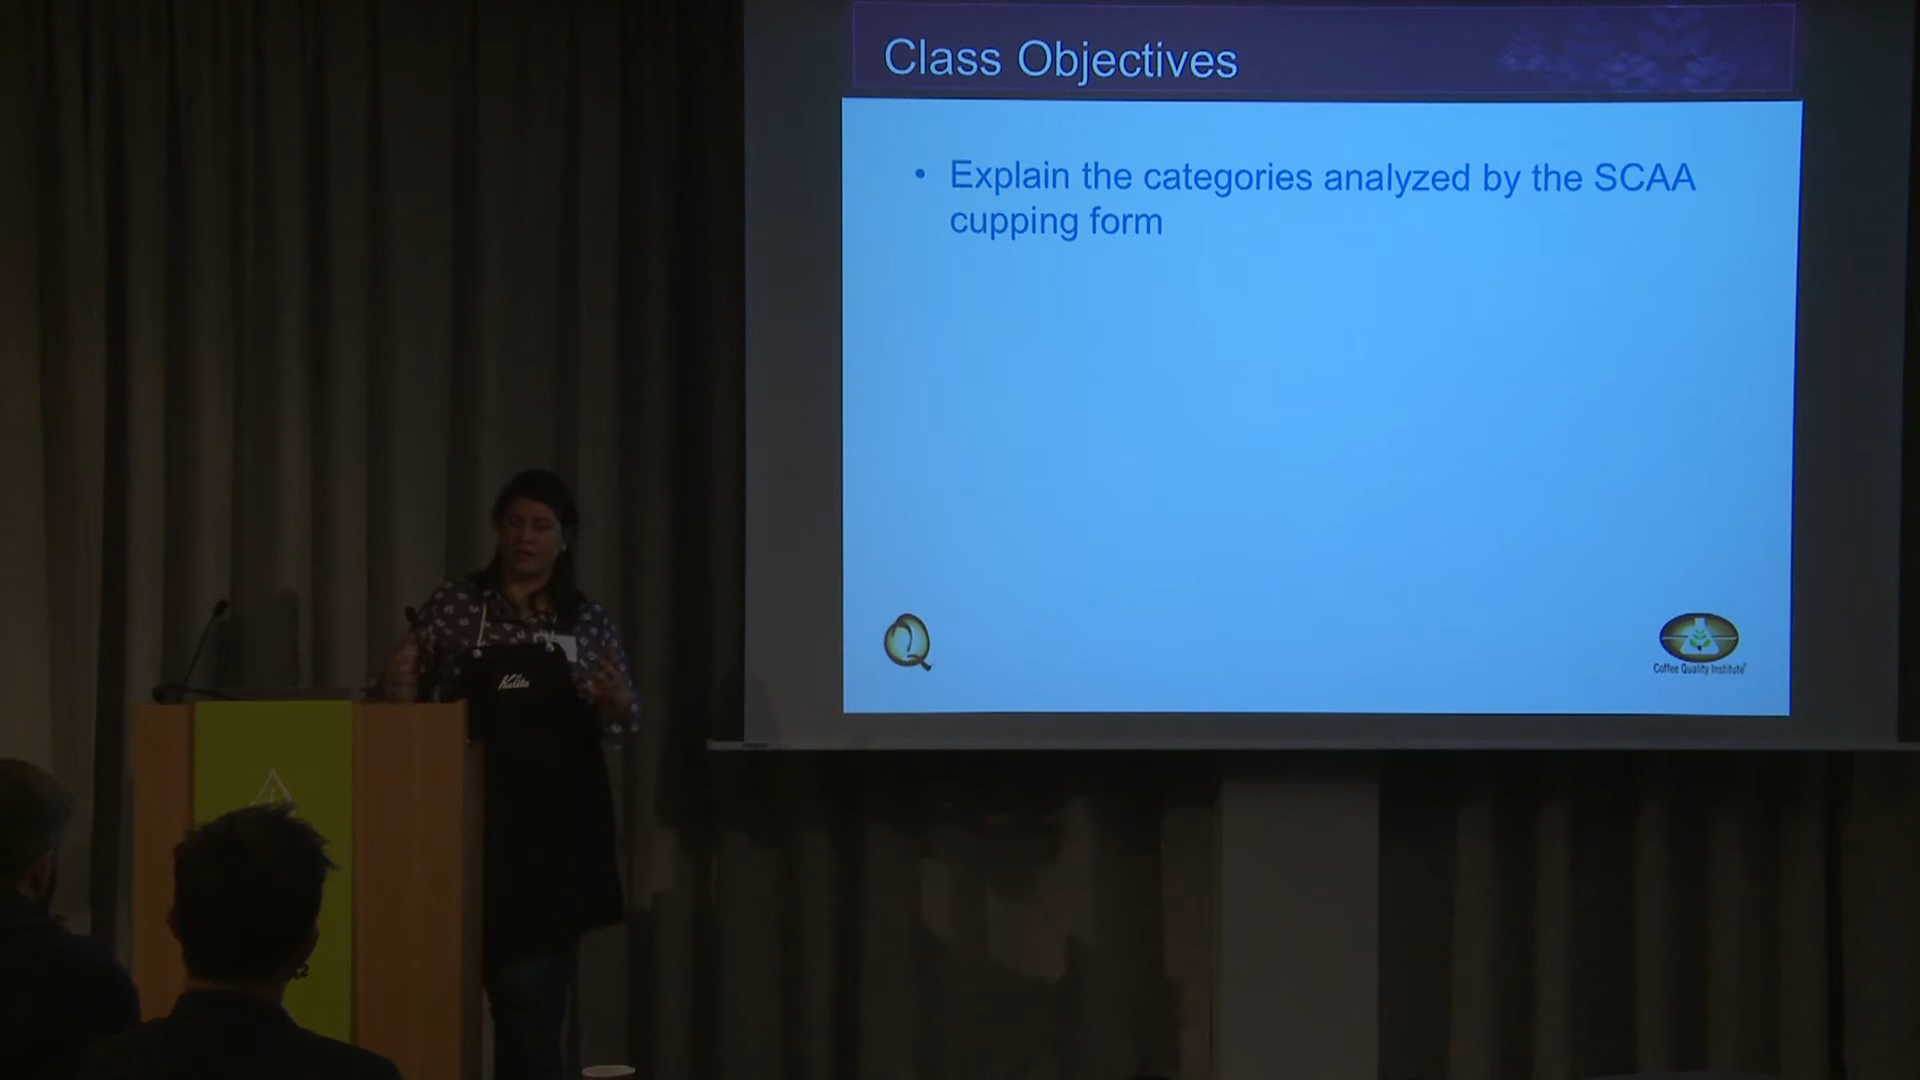 Class Objectives
• Explain the categories analyzed by the SCAA
cupping form
Coffee Quality Institute
Kalita